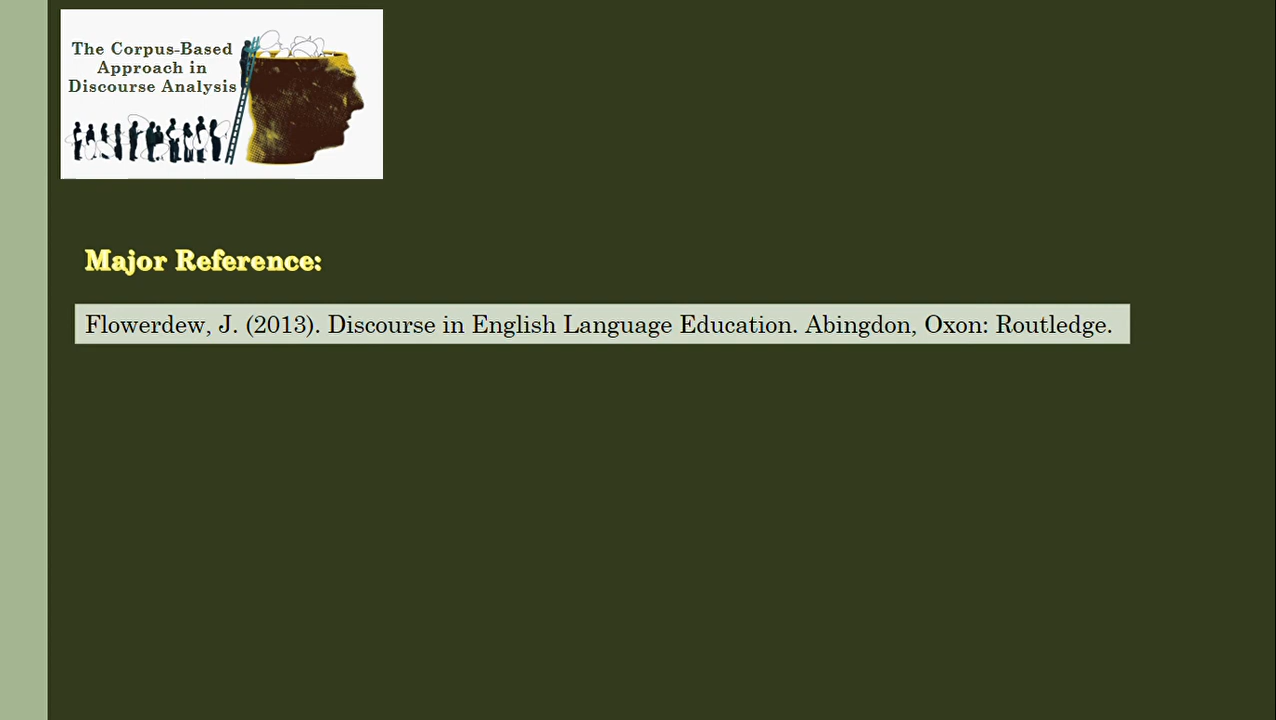 The Corpus-Based
Approach in
Discourse Analysis
Major Reference:
Flowerdew, J. (2013). Discourse in English Language Education. Abingdon, Oxon: Routledge.